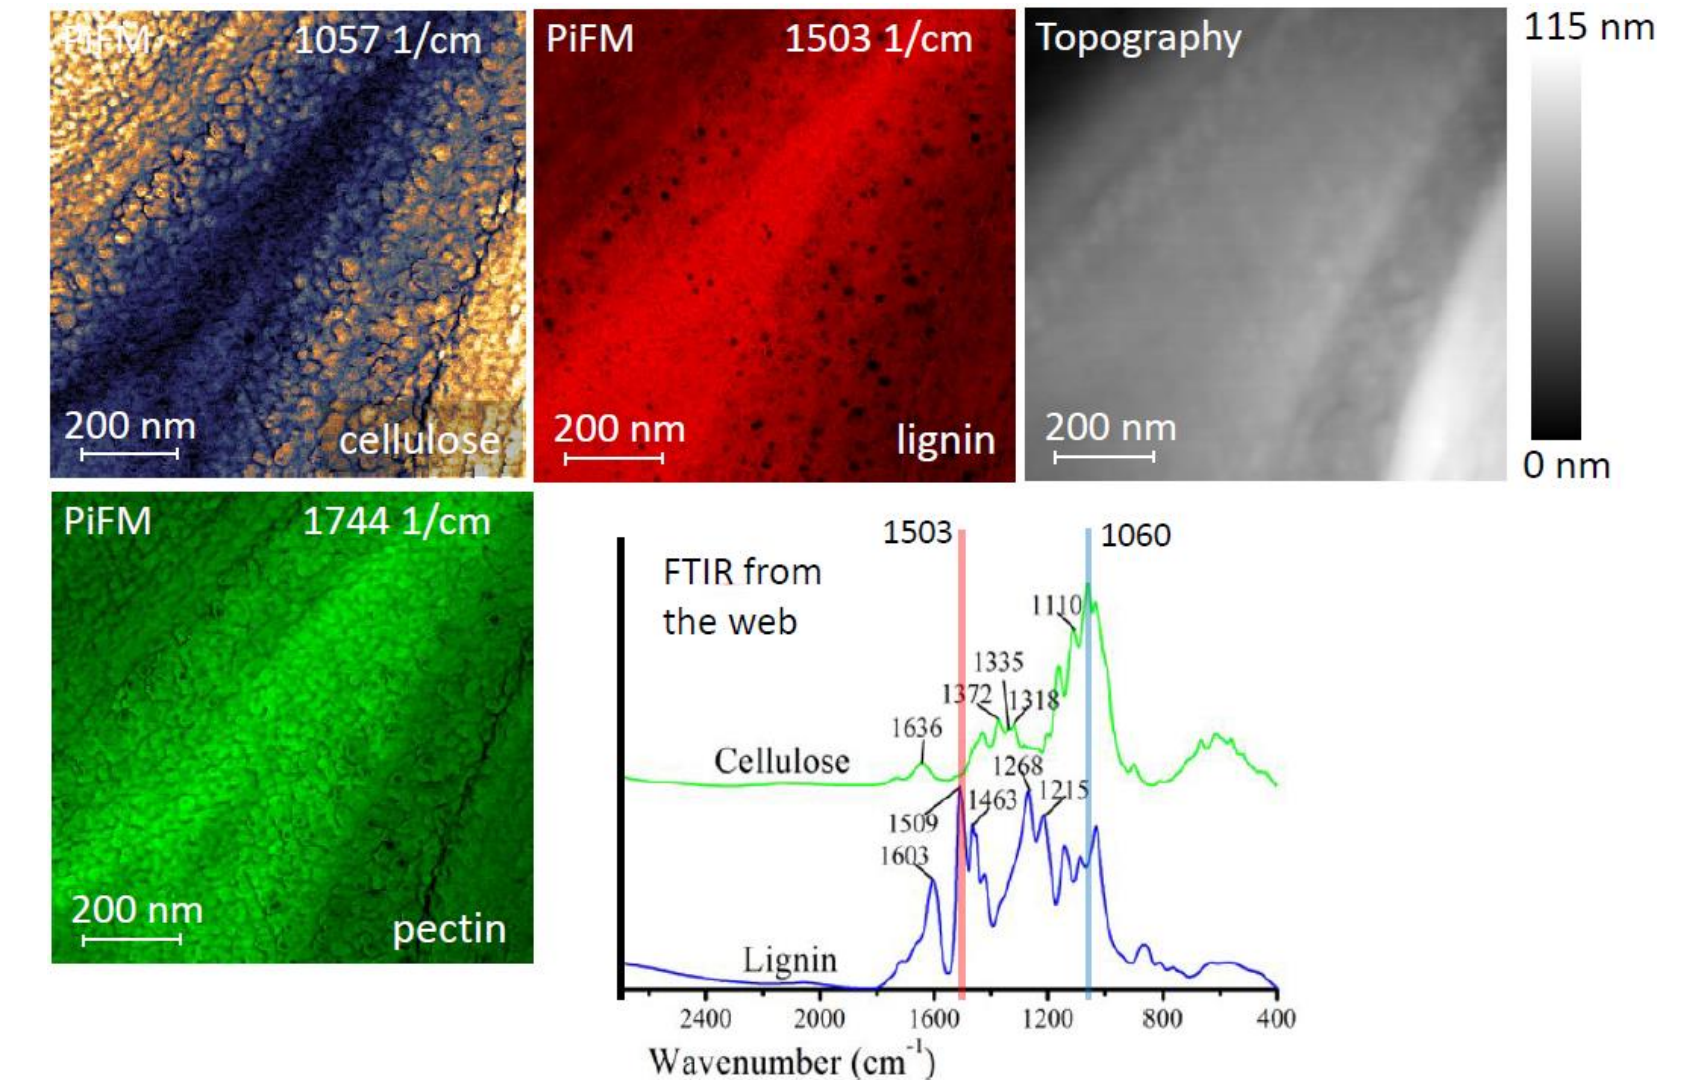 PiFM 1057 1/cm
200 nm
cellulose
PiFM 1503 1/cm
200 nm
lignin
Topography
200 nm
115 nm
0 nm
PiFM 1744 1/cm
200 nm
pectin
FTIR from
the web
1503
1060
1110
1335
1372
1318
1636
Cellulose
1268
1215
1463
1509
1603
Lignin
2400 2000 1600 1200 800 400
Wavenumber (cm⁻¹)